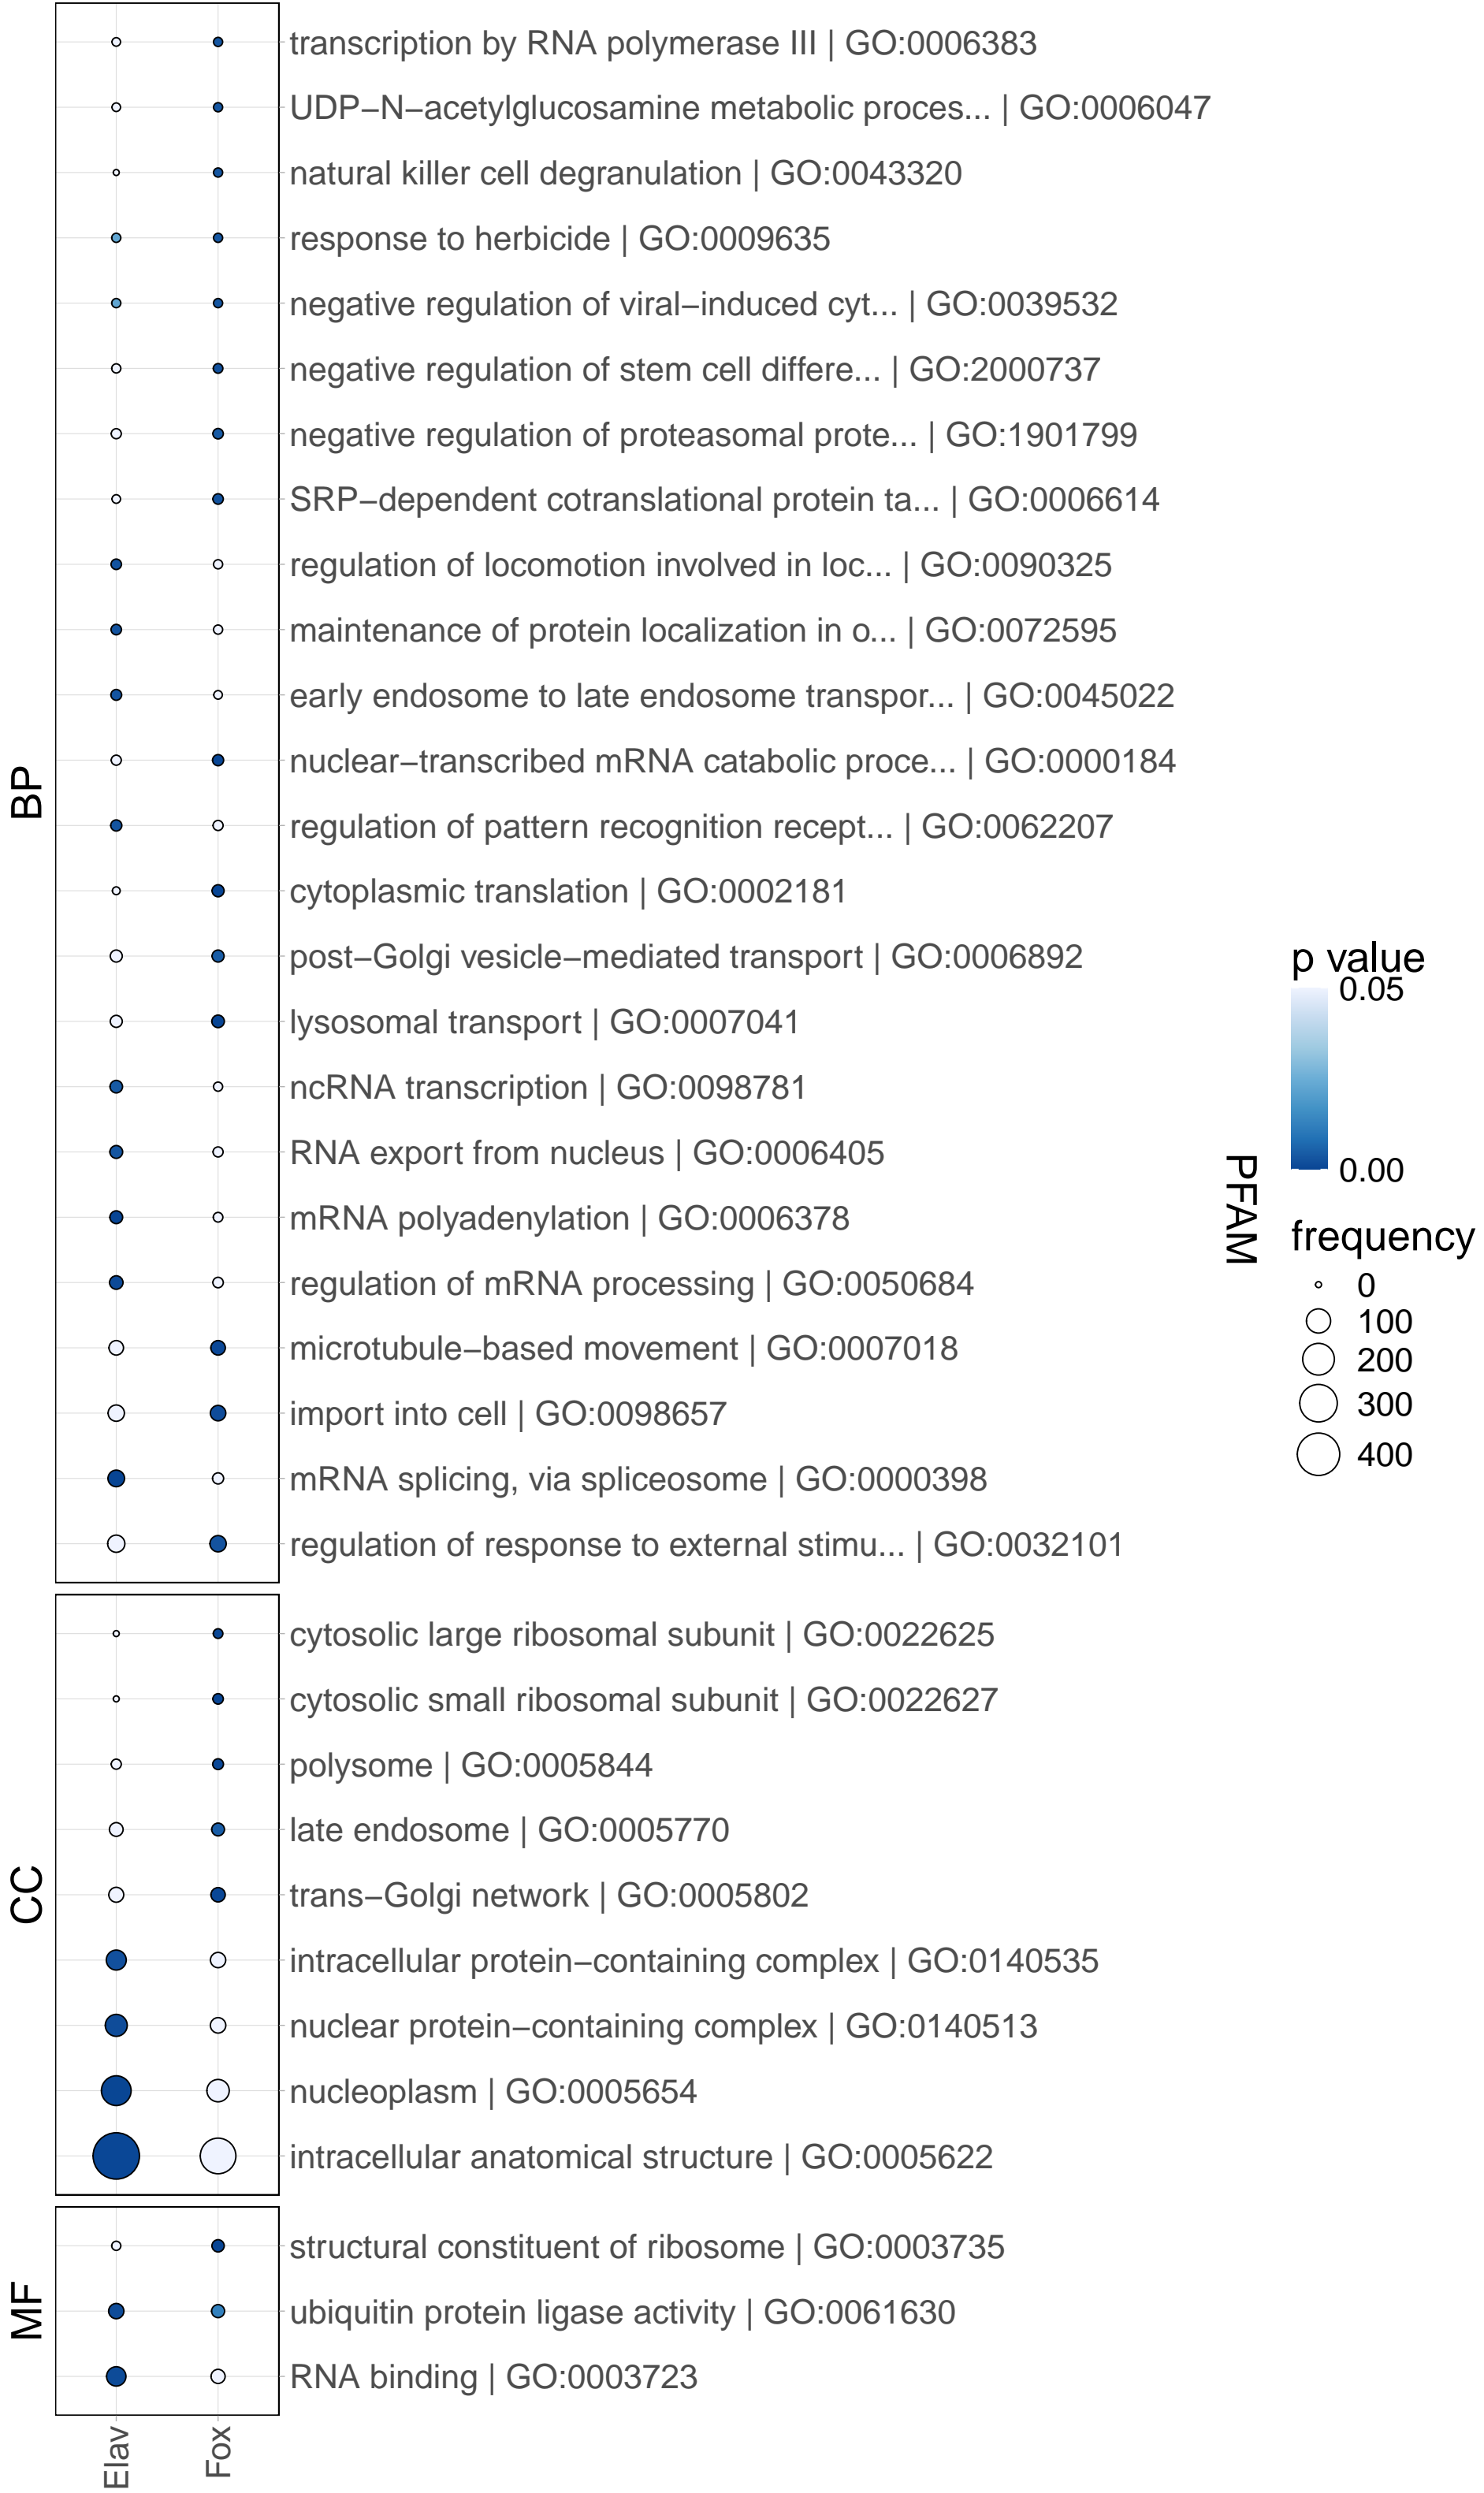 BP
transcription by RNA polymerase III | GO:0006383
UDP−N−acetylglucosamine metabolic proces... | GO:0006047
natural killer cell degranulation | GO:0043320
response to herbicide | GO:0009635
negative regulation of viral−induced cyt... | GO:0039532
negative regulation of stem cell differe... | GO:2000737
negative regulation of proteasomal prote... | GO:1901799
SRP−dependent cotranslational protein ta... | GO:0006614
regulation of locomotion involved in loc... | GO:0090325
maintenance of protein localization in o... | GO:0072595
early endosome to late endosome transpor... | GO:0045022
nuclear−transcribed mRNA catabolic proce... | GO:0000184
regulation of pattern recognition recept... | GO:0062207
cytoplasmic translation | GO:0002181
post−Golgi vesicle−mediated transport | GO:0006892
lysosomal transport | GO:0007041
ncRNA transcription | GO:0098781
RNA export from nucleus | GO:0006405
mRNA polyadenylation | GO:0006378
regulation of mRNA processing | GO:0050684
microtubule−based movement | GO:0007018
import into cell | GO:0098657
mRNA splicing, via spliceosome | GO:0000398
regulation of response to external stimu... | GO:0032101
CC
cytosolic large ribosomal subunit | GO:0022625
cytosolic small ribosomal subunit | GO:0022627
polysome | GO:0005844
late endosome | GO:0005770
trans−Golgi network | GO:0005802
intracellular protein−containing complex | GO:0140535
nuclear protein−containing complex | GO:0140513
nucleoplasm | GO:0005654
intracellular anatomical structure | GO:0005622
MF
structural constituent of ribosome | GO:0003735
ubiquitin protein ligase activity | GO:0061630
RNA binding | GO:0003723
Elav
Fox
PFAM
p value
0.05
0.00
frequency
0
100
200
300
400